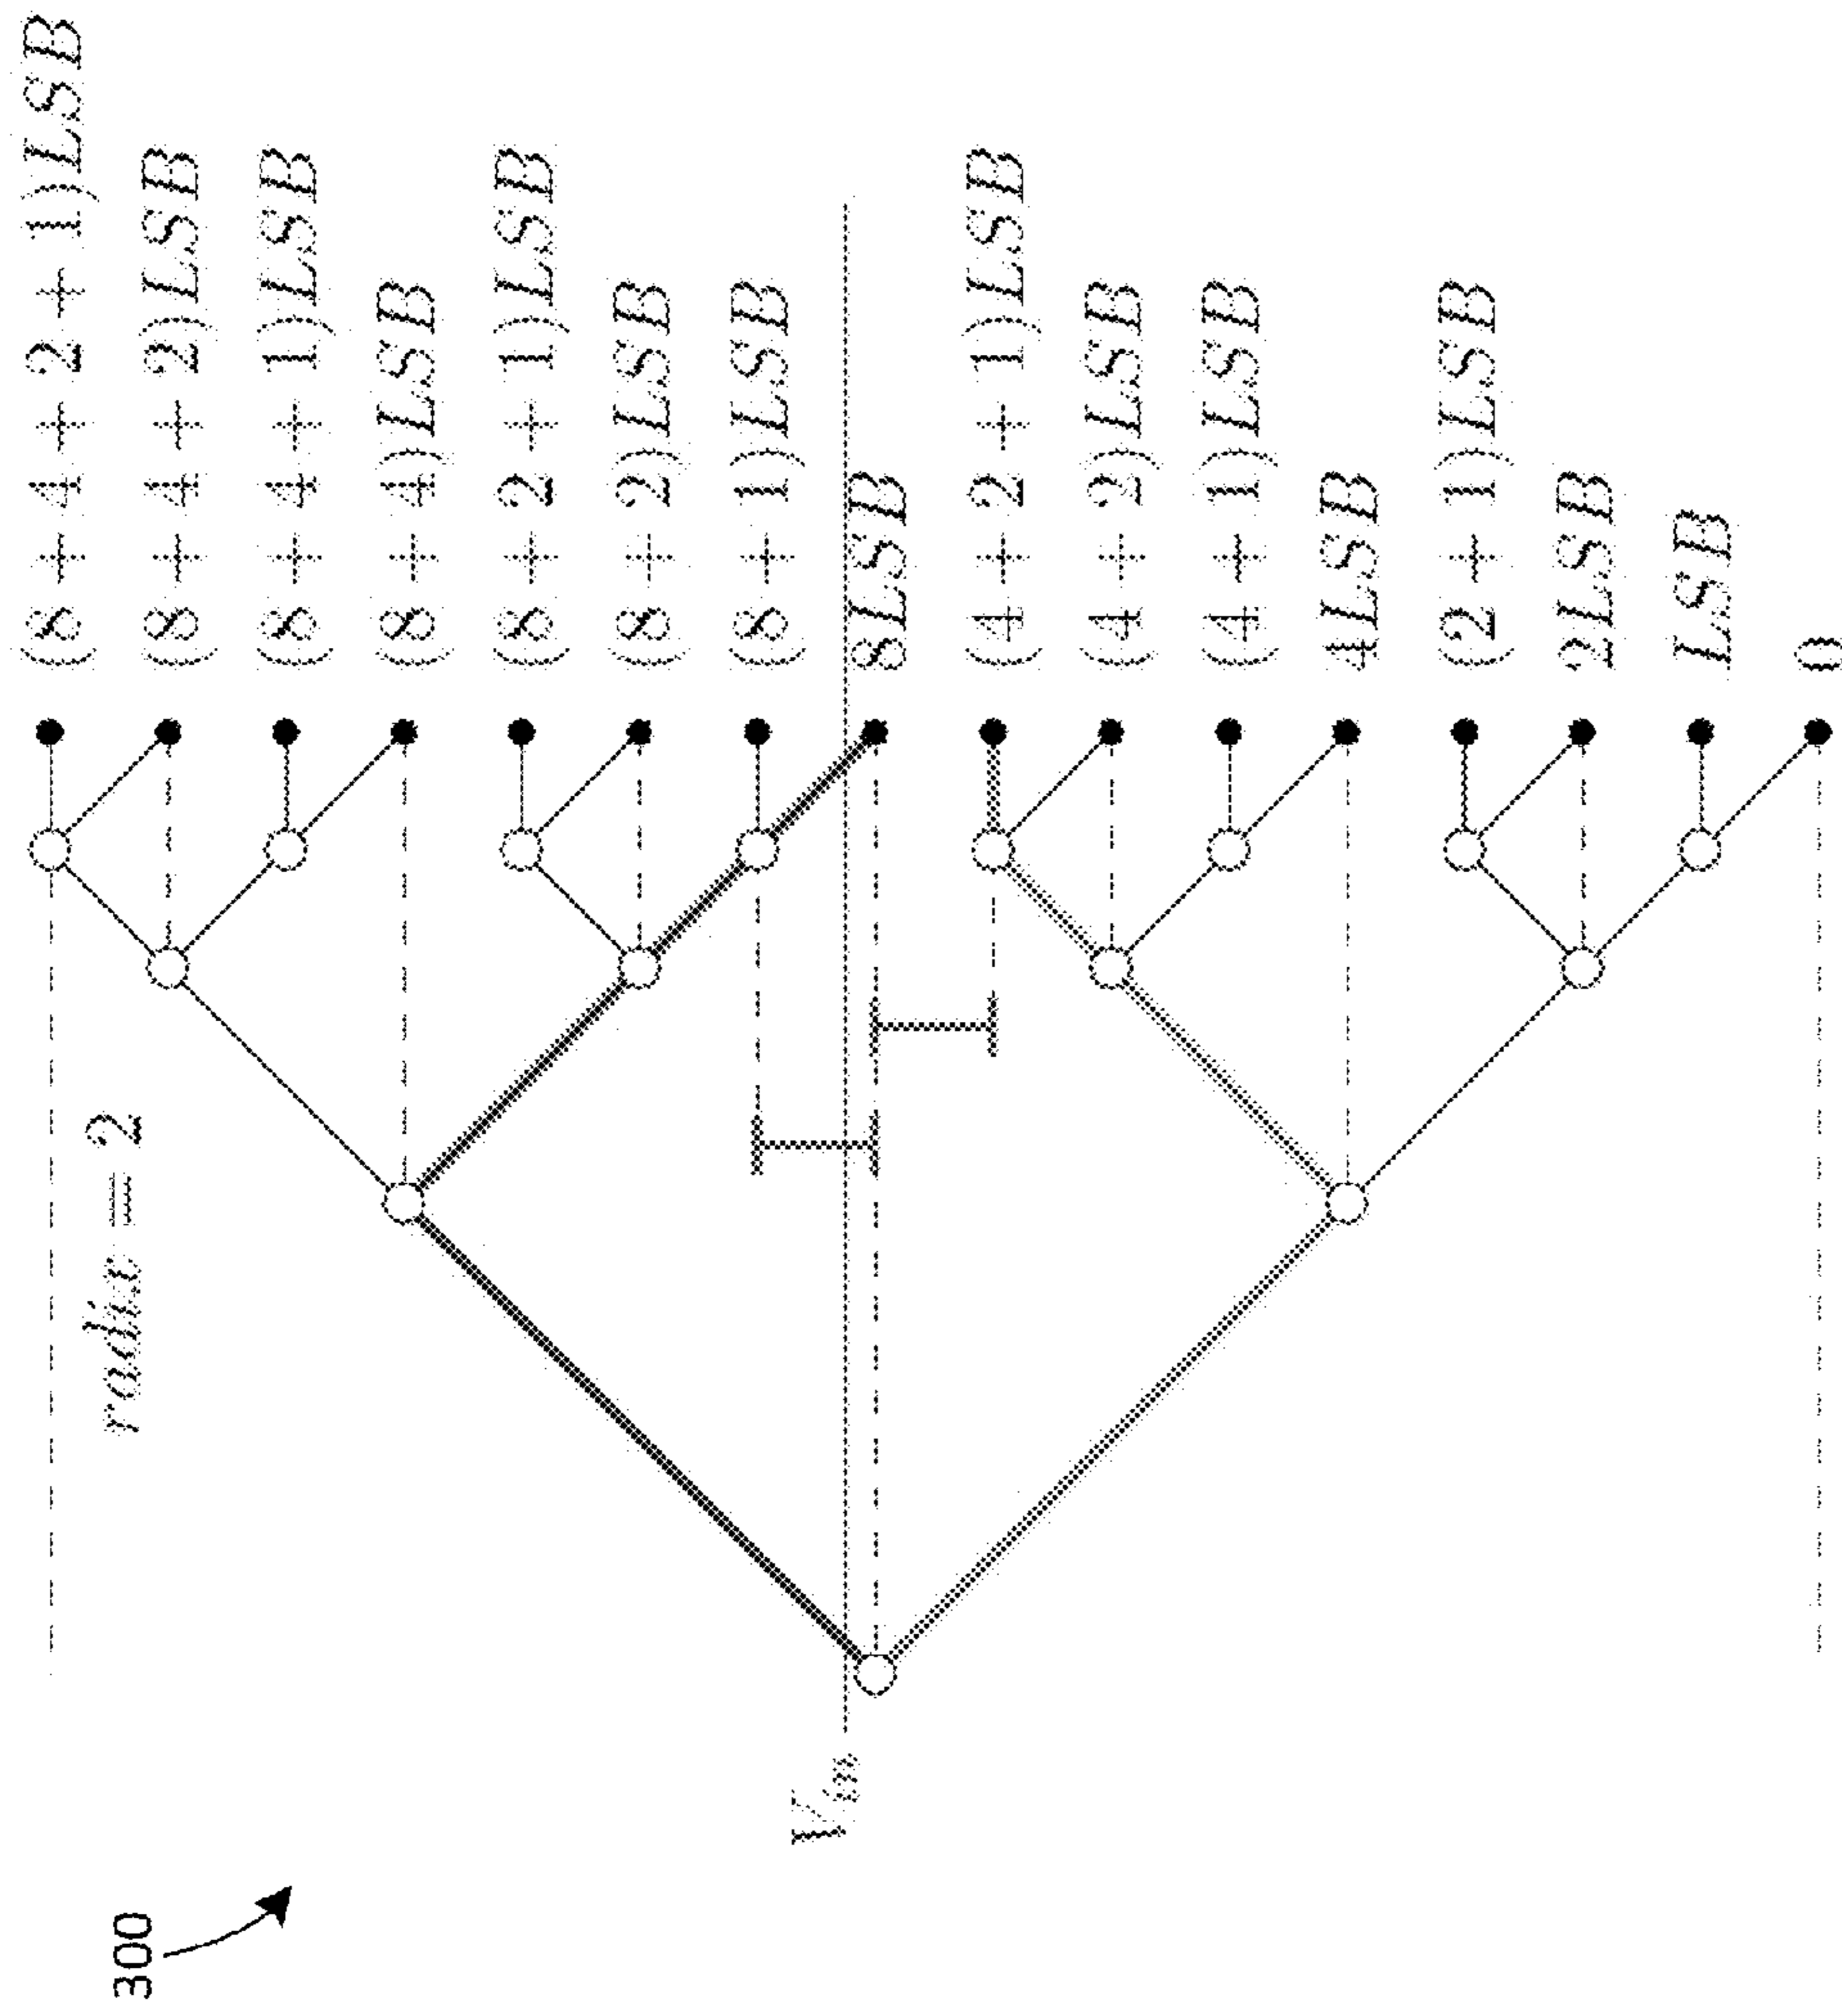 300
radix = 2
V_in
(8 + 4 + 2 + 1)LSB
(8 + 4 + 2)LSB
(8 + 4 + 1)LSB
(8 + 4)LSB
(8 + 2 + 1)LSB
(8 + 2)LSB
(8 + 1)LSB
8LSB
(4 + 2 + 1)LSB
(4 + 2)LSB
(4 + 1)LSB
4LSB
(2 + 1)LSB
2LSB
LSB
0